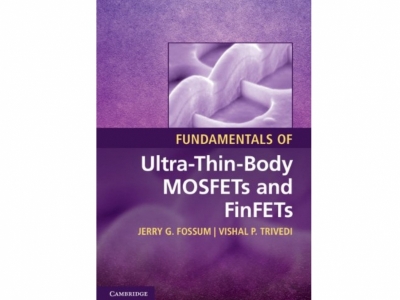 FUNDAMENTALS OF
Ultra-Thin-Body
MOSFETs and
FinFETs
JERRY G. FOSSUM | VISHAL P. TRIVEDI
CAMBRIDGE